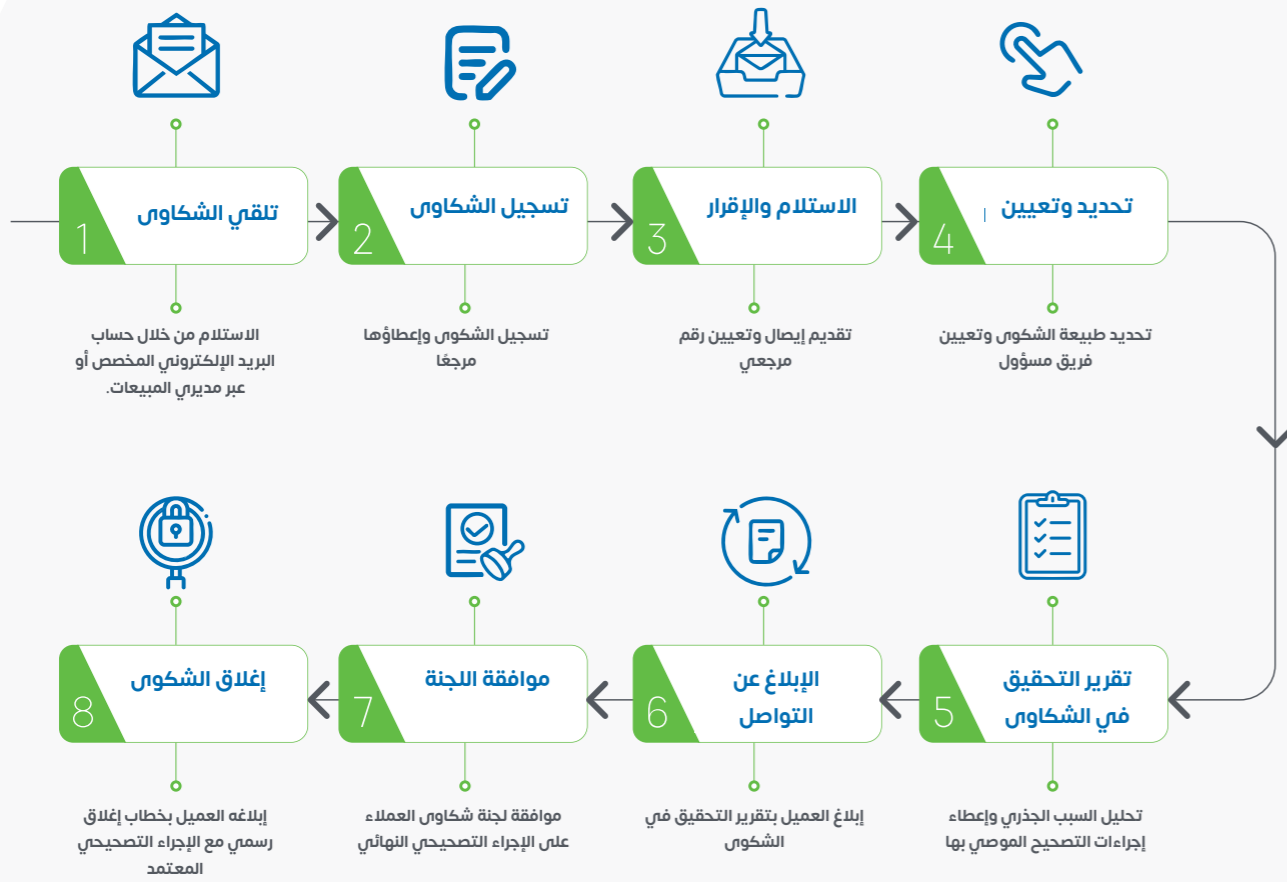 1
تلقي الشكاوى
الاستلام من خلال حساب
البريد الإلكتروني المخصص أو
عبر مديري المبيعات.
2
تسجيل الشكاوى
تسجيل الشكوى وإعطاؤها
مرجعًا
3
الاستلام والإقرار
تقديم إيصال وتعيين رقم
مرجعي
4
تحديد وتعيين
تحديد طبيعة الشكوى وتعيين
فريق مسؤول
5
تقرير التحقيق
في الشكاوى
تحليل السبب الجذري وإعطاء
إجراءات التصحيح الموصي بها
6
الإبلاغ عن
التواصل
إبلاغ العميل بتقرير التحقيق في
الشكوى
7
موافقة اللجنة
موافقة لجنة شكاوى العملاء
على الإجراء التصحيحي النهائي
8
إغلاق الشكوى
إبلاغه العميل بخطاب إغلاق
رسمي مع الإجراء التصحيحي
المعتمد